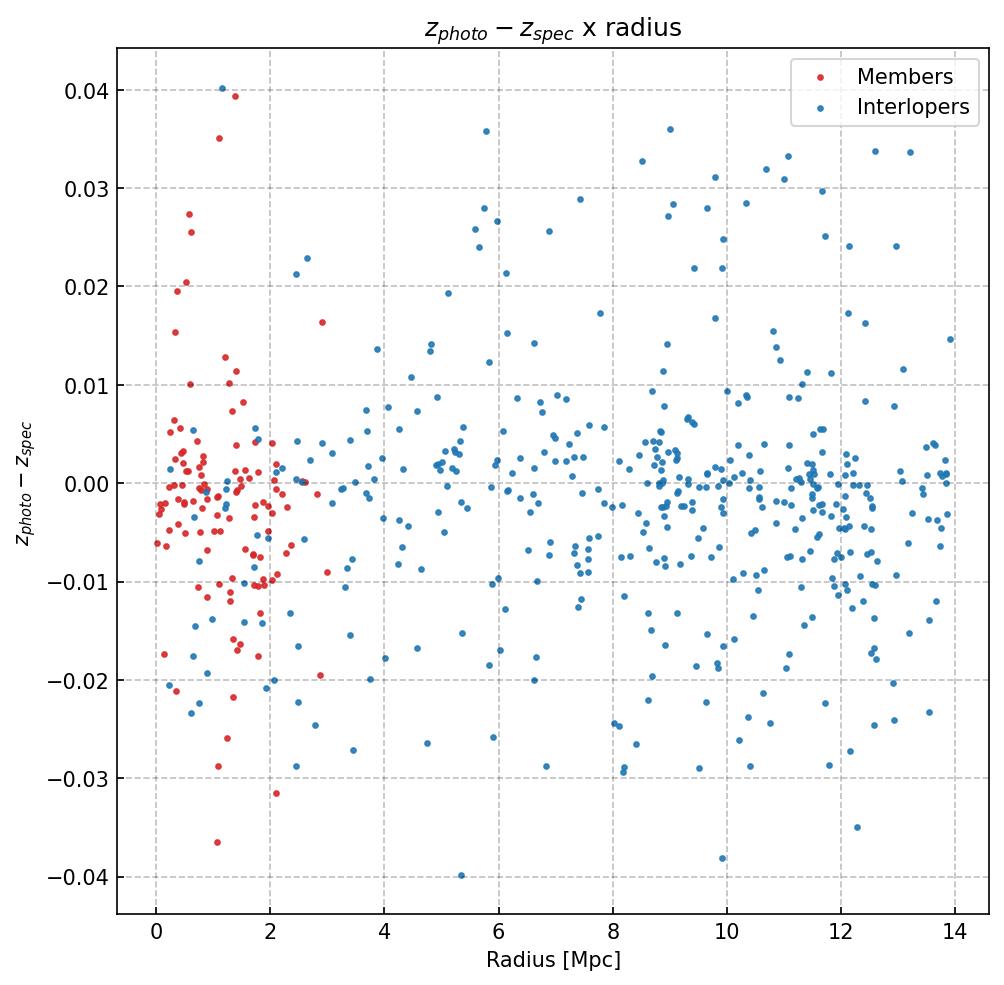 z_photo − z_spec x radius
Members
Interlopers
0.04
0.03
0.02
0.01
0.00
−0.01
−0.02
−0.03
−0.04
z_photo − z_spec
0 2 4 6 8 10 12 14
Radius [Mpc]